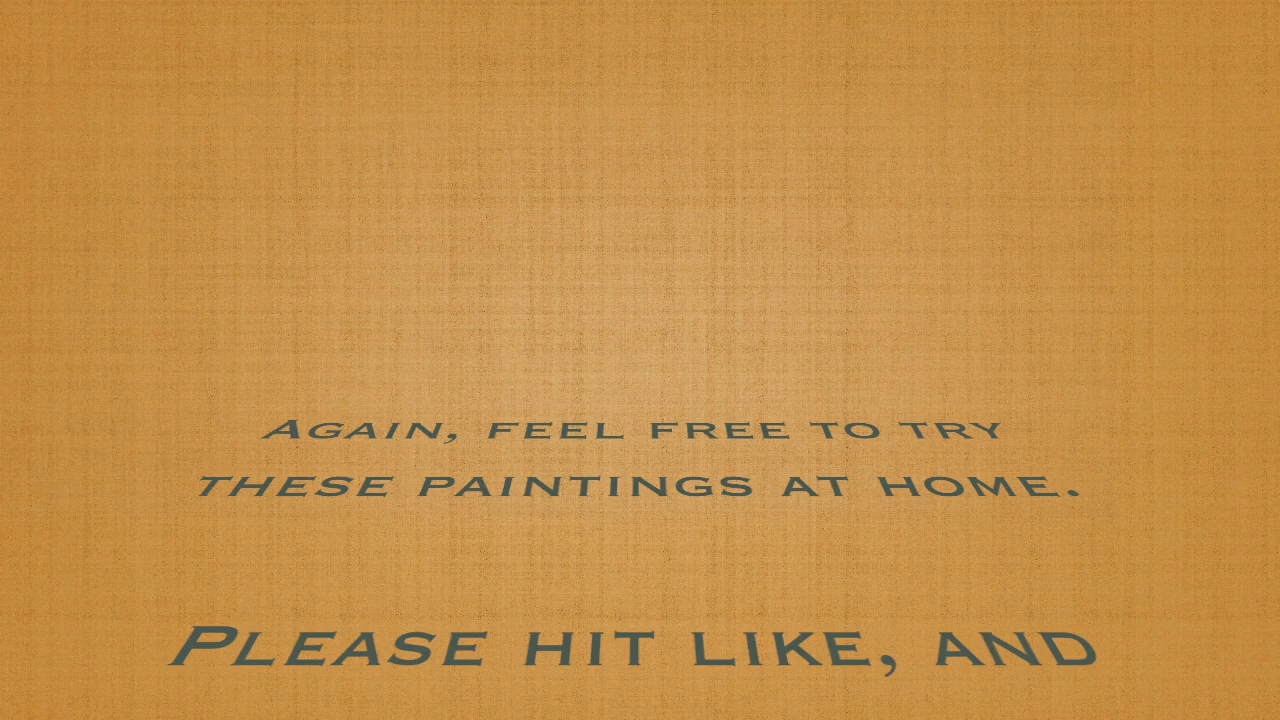 Again, feel free to try
these paintings at home.
Please hit like, and